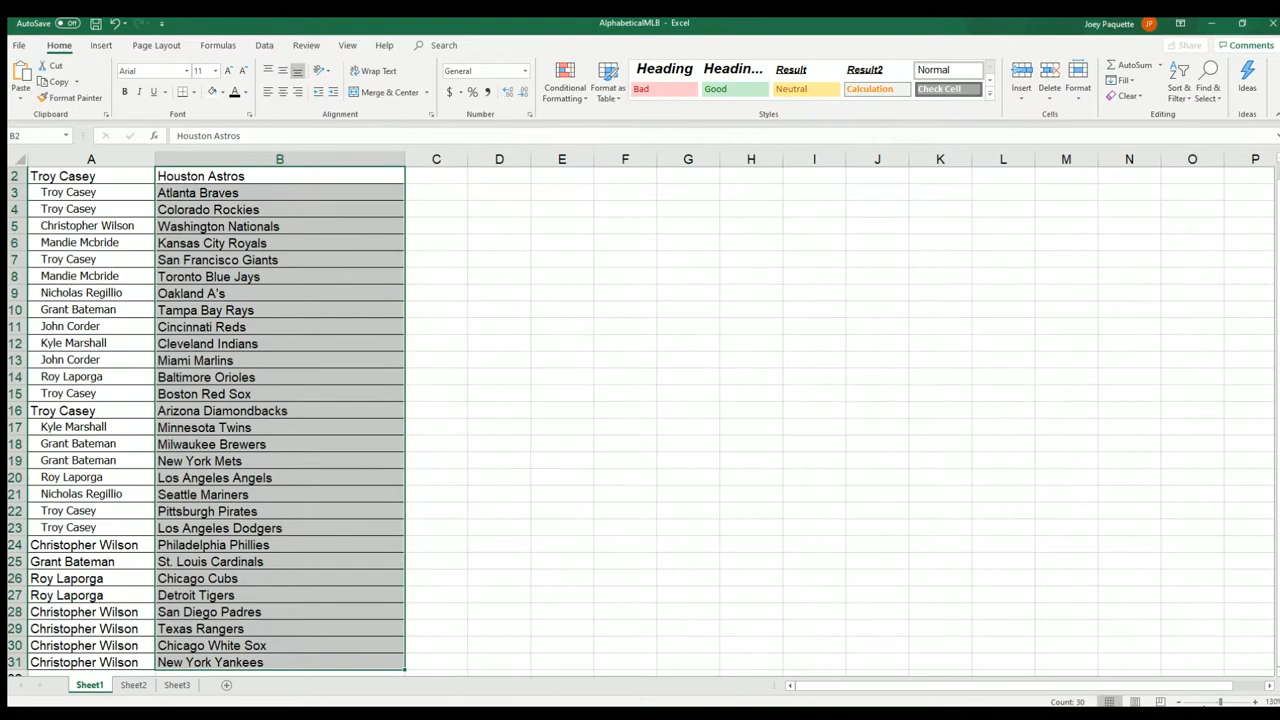 AutoSave Off AlphabeticalMLB - Excel Joey Paquette JP
File Home Insert Page Layout Formulas Data Review View Help Search Share Comments
Paste Cut Copy Format Painter Clipboard
Arial 11 B I U A Font
Wrap Text Merge & Center Alignment
General $ % Number
Conditional Formatting Format as Table
Heading Headin... Result Result2 Normal
Bad Good Neutral Calculation Check Cell
Styles
Insert Delete Format Cells
AutoSum Fill Clear Sort & Filter Find & Select Editing
Ideas Ideas
B2 fx Houston Astros
A B C D E F G H I J K L M N O P
2 Troy Casey Houston Astros
3 Troy Casey Atlanta Braves
4 Troy Casey Colorado Rockies
5 Christopher Wilson Washington Nationals
6 Mandie Mcbride Kansas City Royals
7 Troy Casey San Francisco Giants
8 Mandie Mcbride Toronto Blue Jays
9 Nicholas Regillio Oakland A's
10 Grant Bateman Tampa Bay Rays
11 John Corder Cincinnati Reds
12 Kyle Marshall Cleveland Indians
13 John Corder Miami Marlins
14 Roy Laporga Baltimore Orioles
15 Troy Casey Boston Red Sox
16 Troy Casey Arizona Diamondbacks
17 Kyle Marshall Minnesota Twins
18 Grant Bateman Milwaukee Brewers
19 Grant Bateman New York Mets
20 Roy Laporga Los Angeles Angels
21 Nicholas Regillio Seattle Mariners
22 Troy Casey Pittsburgh Pirates
23 Troy Casey Los Angeles Dodgers
24 Christopher Wilson Philadelphia Phillies
25 Grant Bateman St. Louis Cardinals
26 Roy Laporga Chicago Cubs
27 Roy Laporga Detroit Tigers
28 Christopher Wilson San Diego Padres
29 Christopher Wilson Texas Rangers
30 Christopher Wilson Chicago White Sox
31 Christopher Wilson New York Yankees
Sheet1 Sheet2 Sheet3
Count: 30 130%